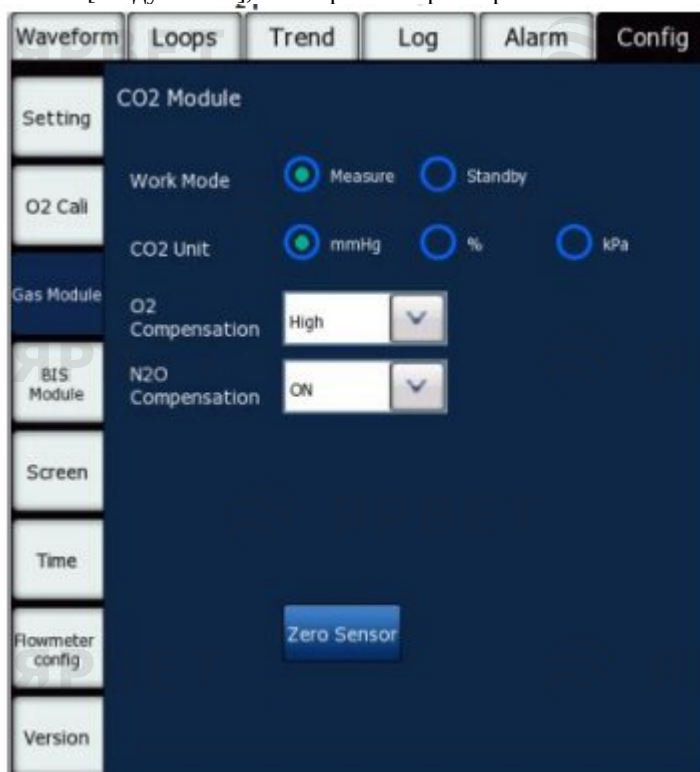 Waveform Loops Trend Log Alarm Config
Setting
O2 Cali
Gas Module
BIS
Module
Screen
Time
Flowmeter
config
Version
CO2 Module
Work Mode Measure Standby
CO2 Unit mmHg % kPa
O2
Compensation High
N2O
Compensation ON
Zero Sensor